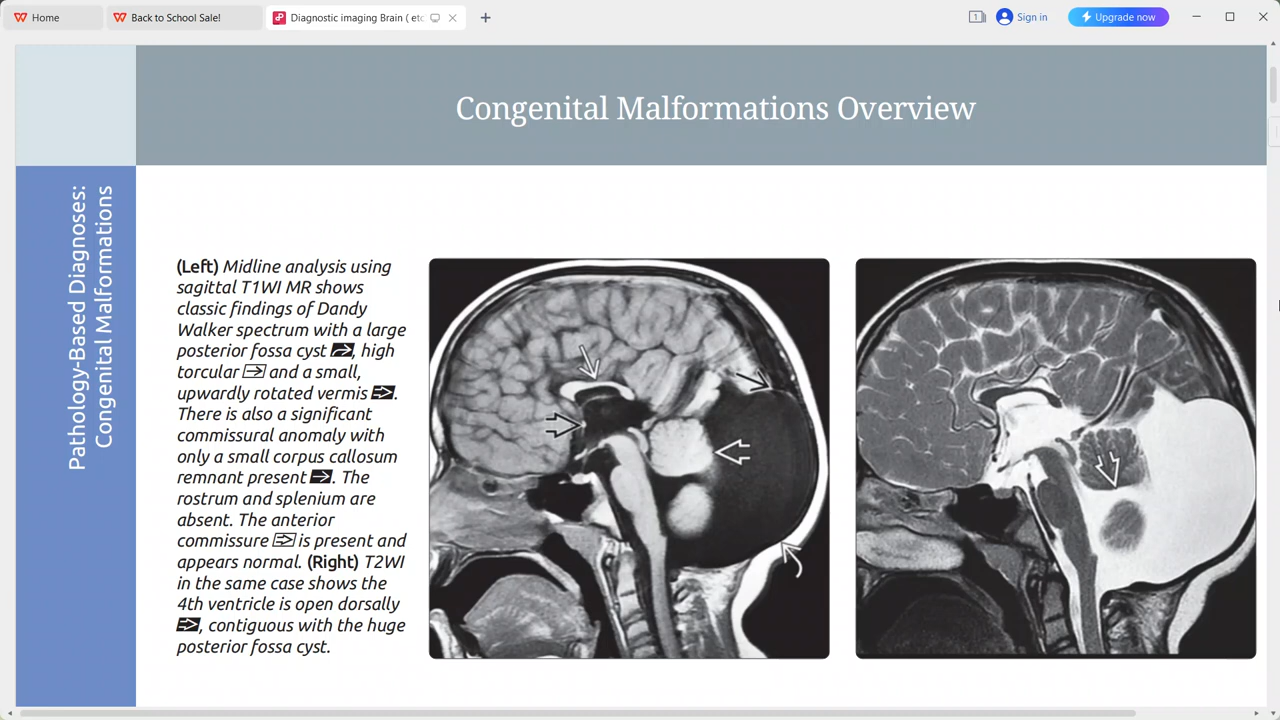 Home
Back to School Sale!
Diagnostic imaging Brain ( etc
1
Sign in
Upgrade now
Congenital Malformations Overview
Pathology-Based Diagnoses:
Congenital Malformations
(Left) Midline analysis using
sagittal T1WI MR shows
classic findings of Dandy
Walker spectrum with a large
posterior fossa cyst , high
torcular and a small,
upwardly rotated vermis .
There is also a significant
commissural anomaly with
only a small corpus callosum
remnant present . The
rostrum and splenium are
absent. The anterior
commissure is present and
appears normal. (Right) T2WI
in the same case shows the
4th ventricle is open dorsally
, contiguous with the huge
posterior fossa cyst.